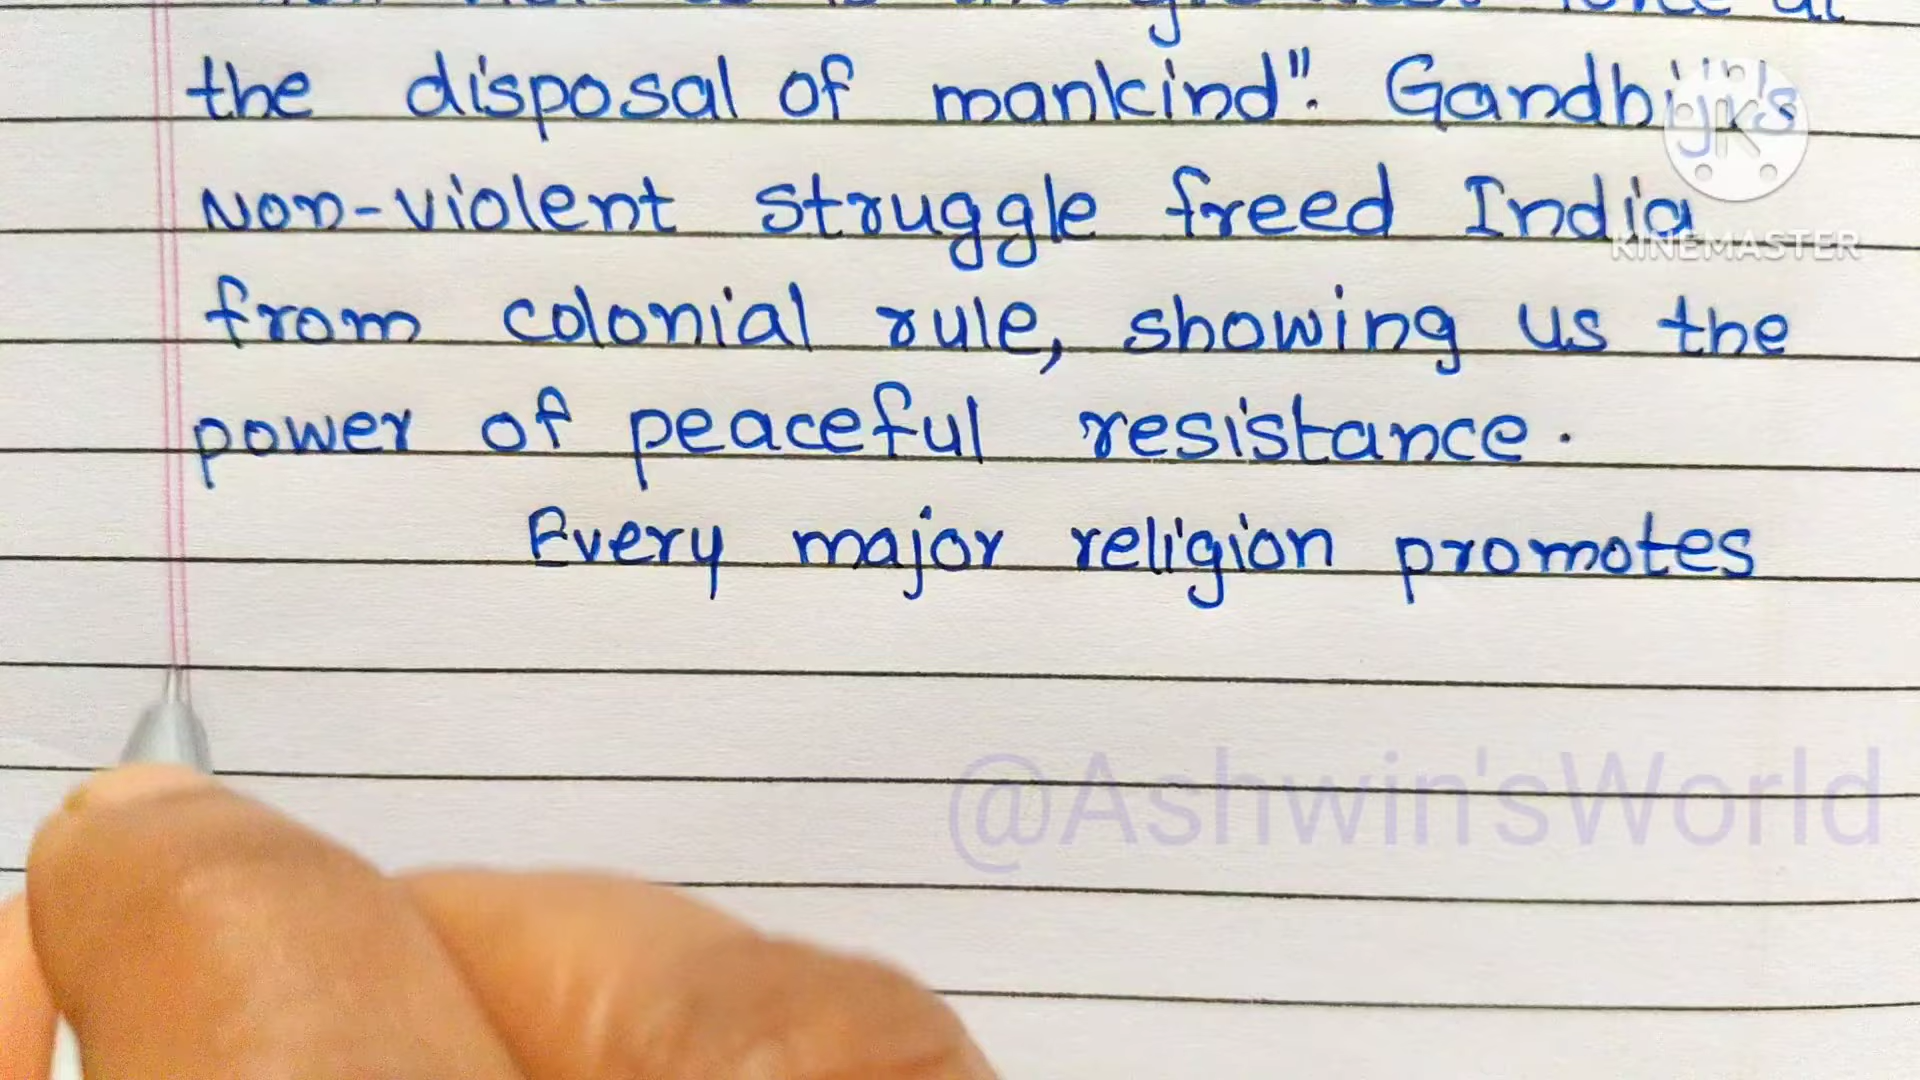 the disposal of mankind". Gandhiji's
JK
Non-violent struggle freed India
KINEMASTER
from colonial rule, showing us the
power of peaceful resistance.
Every major religion promotes
@Ashwin'sWorld